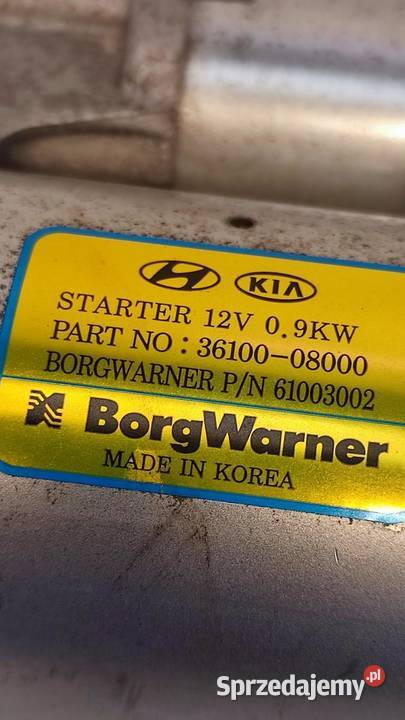 KIA
STARTER 12V 0.9KW
PART NO : 36100-08000
BORGWARNER P/N 61003002
BorgWarner
MADE IN KOREA
Sprzedajemy.pl